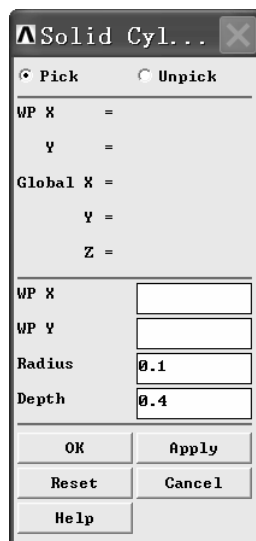 Solid Cyl...
Pick Unpick
WP X =
Y =
Global X =
Y =
Z =
WP X
WP Y
Radius 0.1
Depth 0.4
OK Apply
Reset Cancel
Help